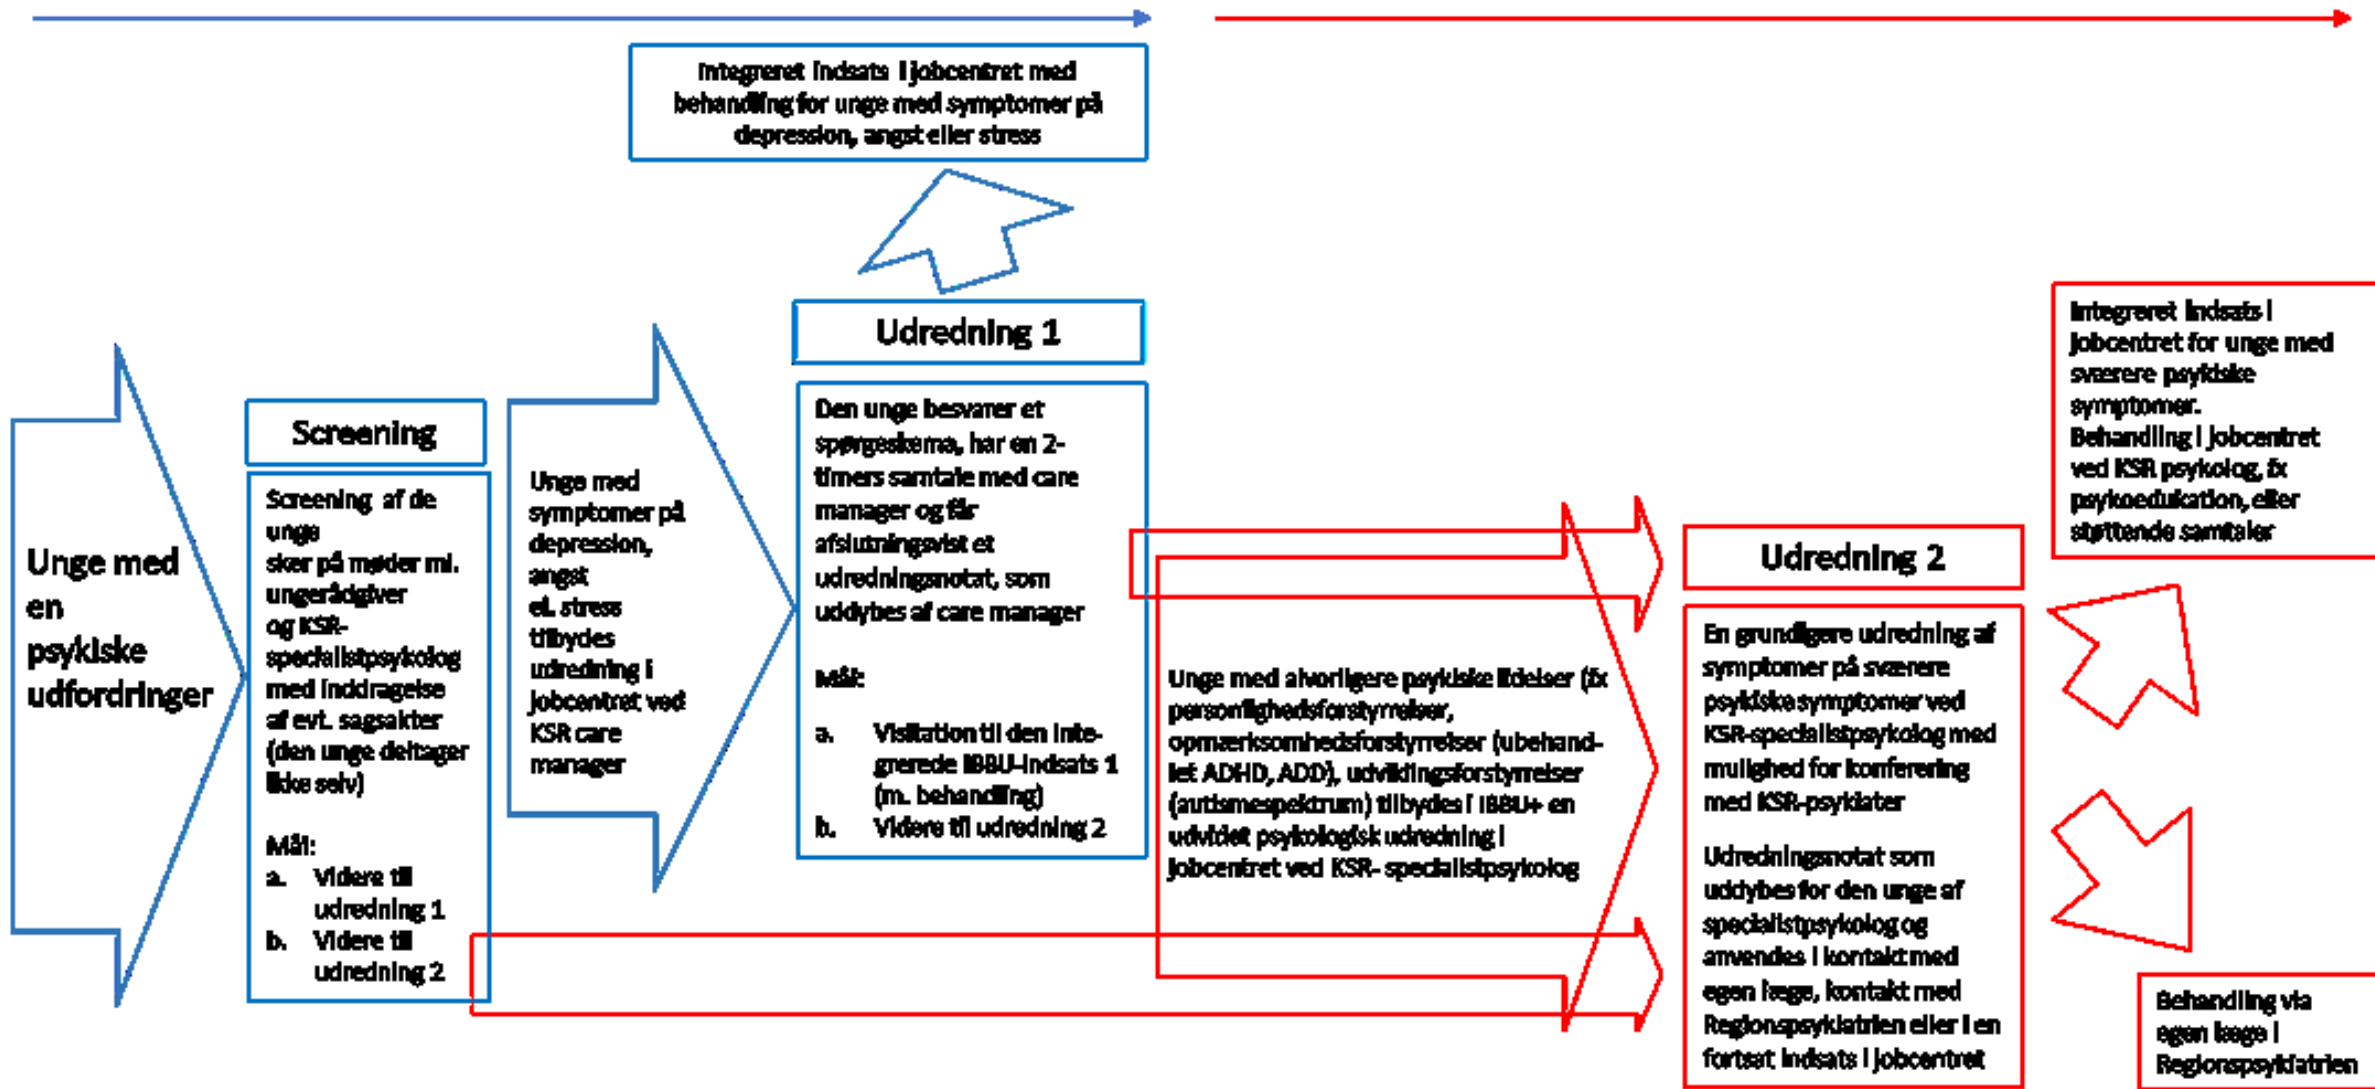 Integreret indsats i jobcentret med
behandling for unge med symptomer på
depression, angst eller stress
Unge med
en
psykiske
udfordringer
Screening
Screening af de
unge
sker på møder ml.
ungerådgiver
og KSR-
specialistpsykolog
med inddragelse
af evt. sagsakter
(den unge deltager
ikke selv)
Mål:
a. Videre til
udredning 1
b. Videre til
udredning 2
Unge med
symptomer på
depression,
angst
el. stress
tilbydes
udredning i
jobcentret ved
KSR care
manager
Udredning 1
Den unge besvarer et
spørgeskema, har en 2-
timers samtale med care
manager og får
afslutningsvist et
udredningsnotat, som
uddybes af care manager
Mål:
a. Visitation til den inte-
grerede IBBU-indsats 1
(m. behandling)
b. Videre til udredning 2
Unge med alvorligere psykiske lidelser (fx
personlighedsforstyrrelser,
opmærksomhedsforstyrrelser (ubehand-
let ADHD, ADD), udviklingsforstyrrelser
(autismespektrum) tilbydes i IBBU+ en
udvidet psykologisk udredning i
jobcentret ved KSR- specialistpsykolog
Udredning 2
En grundigere udredning af
symptomer på sværere
psykiske symptomer ved
KSR-specialistpsykolog med
mulighed for konferering
med KSR-psykiater
Udredningsnotat som
uddybes for den unge af
specialistpsykolog og
anvendes i kontakt med
egen læge, kontakt med
Regionspsykiatrien eller i en
fortsat indsats i jobcentret
Integreret indsats i
jobcentret for unge med
sværere psykiske
symptomer.
Behandling i jobcentret
ved KSR psykolog, fx
psykoedukation, eller
støttende samtaler
Behandling via
egen læge i
Regionspsykiatrien